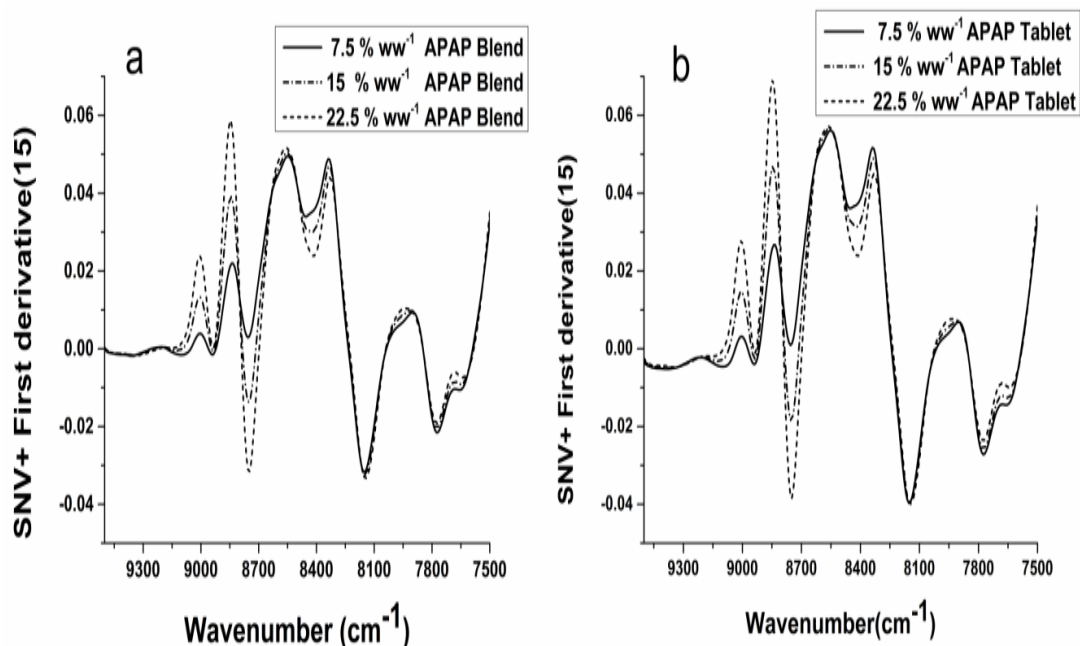 a
7.5 % ww⁻¹ APAP Blend
15 % ww⁻¹ APAP Blend
22.5 % ww⁻¹ APAP Blend
SNV+ First derivative(15)
0.06
0.04
0.02
0.00
-0.02
-0.04
9300 9000 8700 8400 8100 7800 7500
Wavenumber (cm⁻¹)
b
7.5 % ww⁻¹ APAP Tablet
15 % ww⁻¹ APAP Tablet
22.5 % ww⁻¹ APAP Tablet
SNV+ First derivative(15)
0.06
0.04
0.02
0.00
-0.02
-0.04
9300 9000 8700 8400 8100 7800 7500
Wavenumber(cm⁻¹)